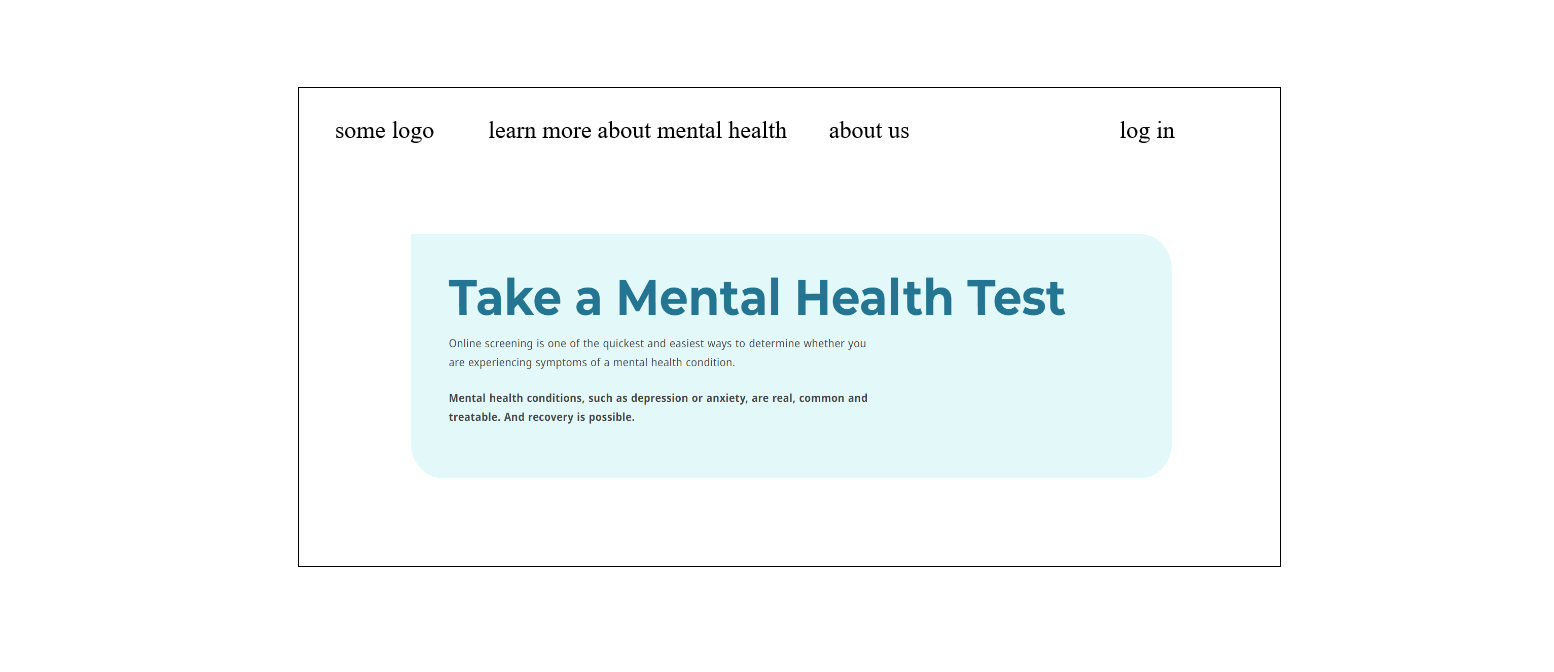 some logo learn more about mental health about us log in
Take a Mental Health Test
Online screening is one of the quickest and easiest ways to determine whether you
are experiencing symptoms of a mental health condition.
Mental health conditions, such as depression or anxiety, are real, common and
treatable. And recovery is possible.